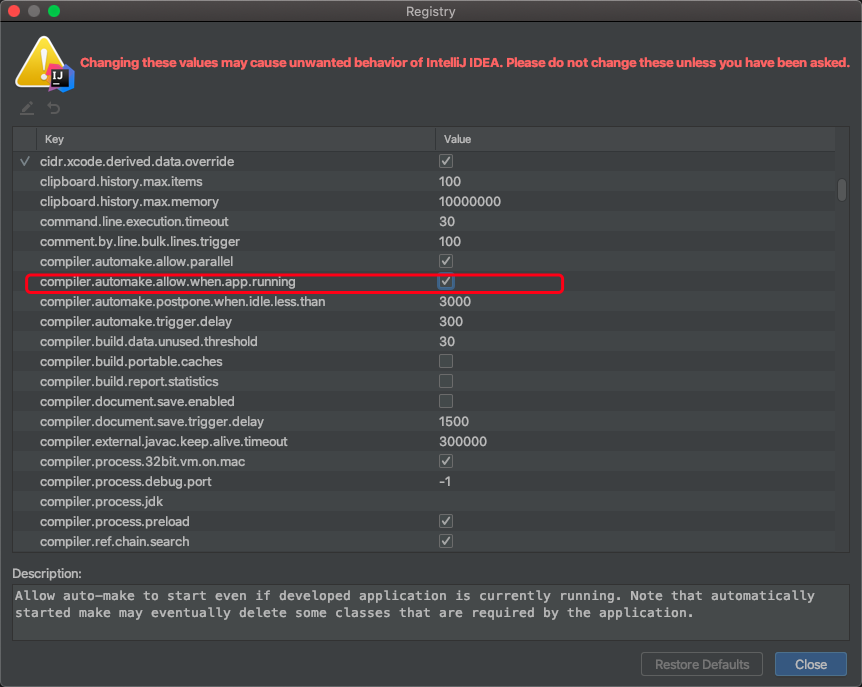 Registry
Changing these values may cause unwanted behavior of IntelliJ IDEA. Please do not change these unless you have been asked.
IJ
Key Value
cidr.xcode.derived.data.override
clipboard.history.max.items 100
clipboard.history.max.memory 10000000
command.line.execution.timeout 30
comment.by.line.bulk.lines.trigger 100
compiler.automake.allow.parallel
compiler.automake.allow.when.app.running
compiler.automake.postpone.when.idle.less.than 3000
compiler.automake.trigger.delay 300
compiler.build.data.unused.threshold 30
compiler.build.portable.caches
compiler.build.report.statistics
compiler.document.save.enabled
compiler.document.save.trigger.delay 1500
compiler.external.javac.keep.alive.timeout 300000
compiler.process.32bit.vm.on.mac
compiler.process.debug.port -1
compiler.process.jdk
compiler.process.preload
compiler.ref.chain.search
Description:
Allow auto-make to start even if developed application is currently running. Note that automatically
started make may eventually delete some classes that are required by the application.
Restore Defaults Close